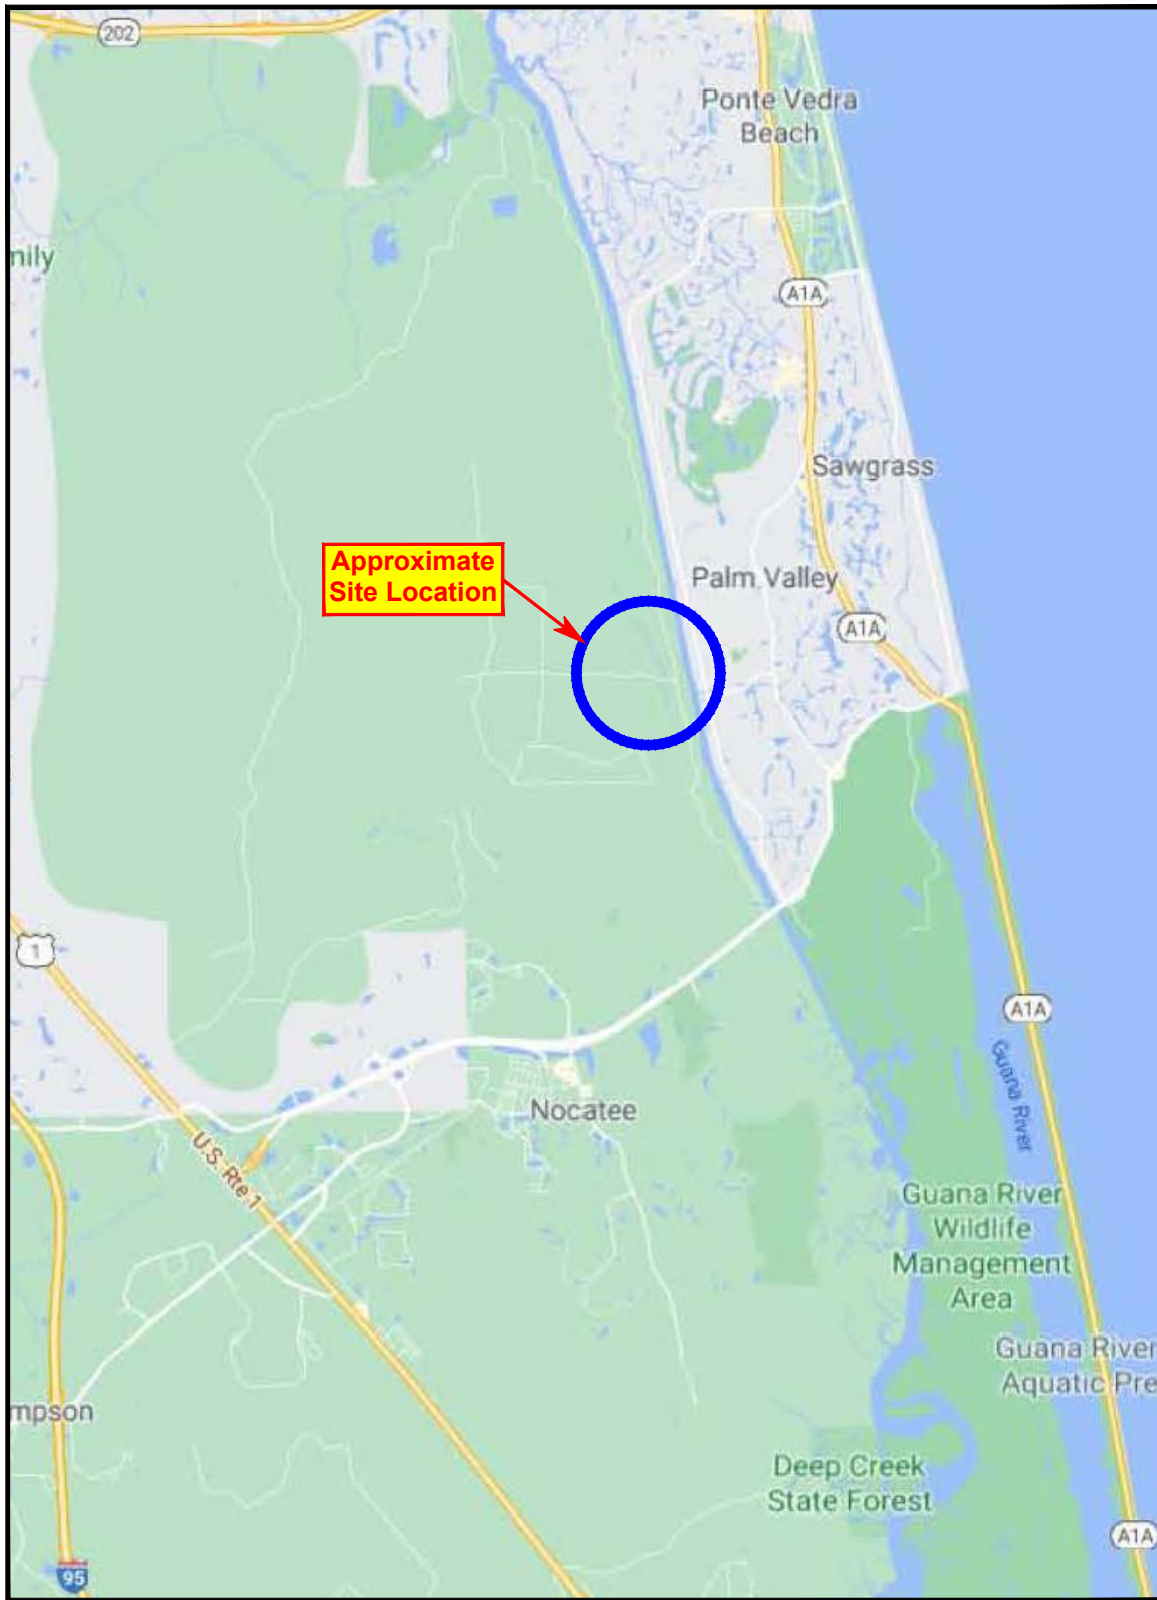 202
Ponte Vedra
Beach
nily
A1A
Sawgrass
Approximate
Site Location
Palm Valley
A1A
1
A1A
Guana River
Nocatee
U.S. Rte 1
Guana River
Wildlife
Management
Area
Guana River
Aquatic Pre
mpson
Deep Creek
State Forest
A1A
95